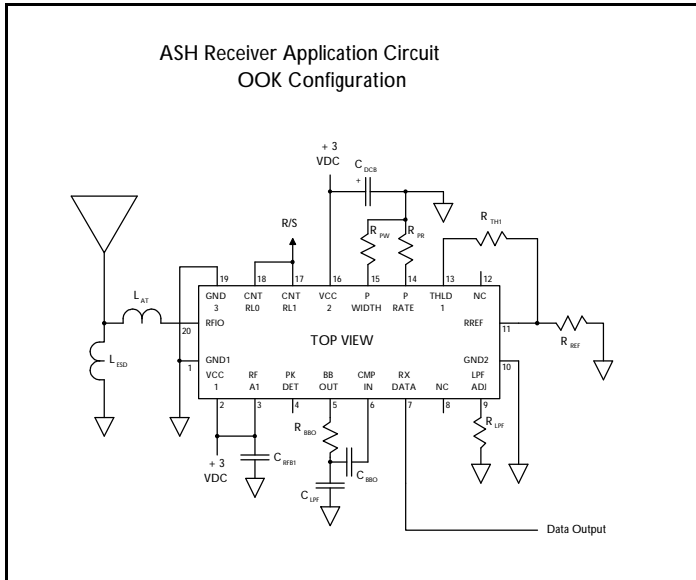 ASH Receiver Application Circuit
OOK Configuration
+ 3
VDC
C DCB
+
R/S
R PW
R PR
R TH1
19
18
17
16
15
14
13
12
GND
3
CNT
RL0
CNT
RL1
VCC
2
P
WIDTH
P
RATE
THLD
1
NC
L AT
20
RFIO
TOP VIEW
RREF
11
R REF
L ESD
1
GND1
GND2
10
VCC
1
RF
A1
PK
DET
BB
OUT
CMP
IN
RX
DATA
NC
LPF
ADJ
2
3
4
5
6
7
8
9
R BBO
R LPF
+ 3
VDC
C RFB1
C BBO
C LPF
Data Output